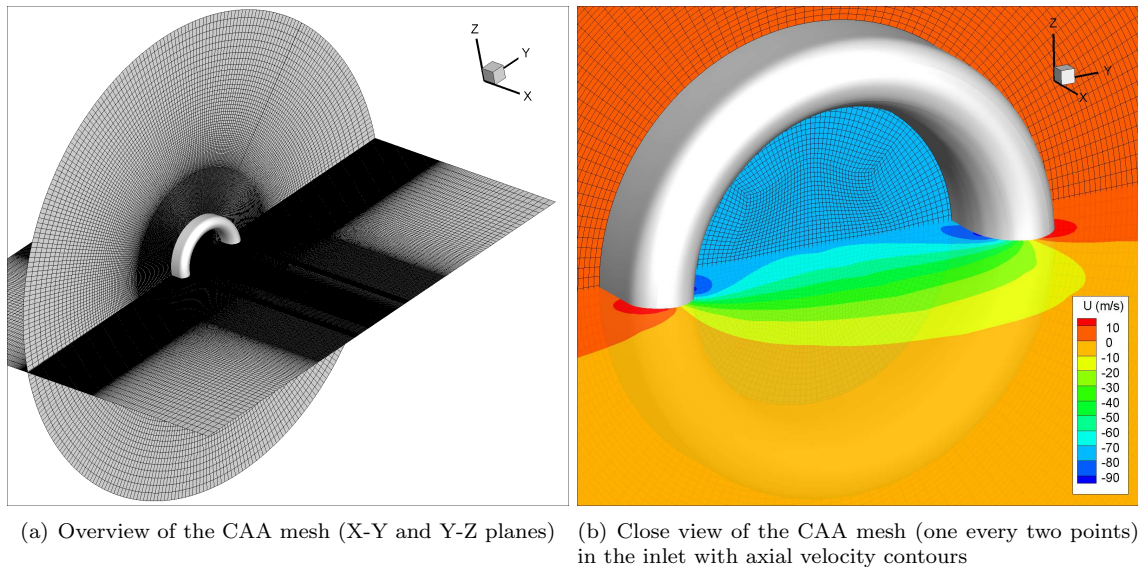 Z
Y
X
Z
Y
X
U (m/s)
10
0
-10
-20
-30
-40
-50
-60
-70
-80
-90
(a) Overview of the CAA mesh (X-Y and Y-Z planes)
(b) Close view of the CAA mesh (one every two points)
in the inlet with axial velocity contours